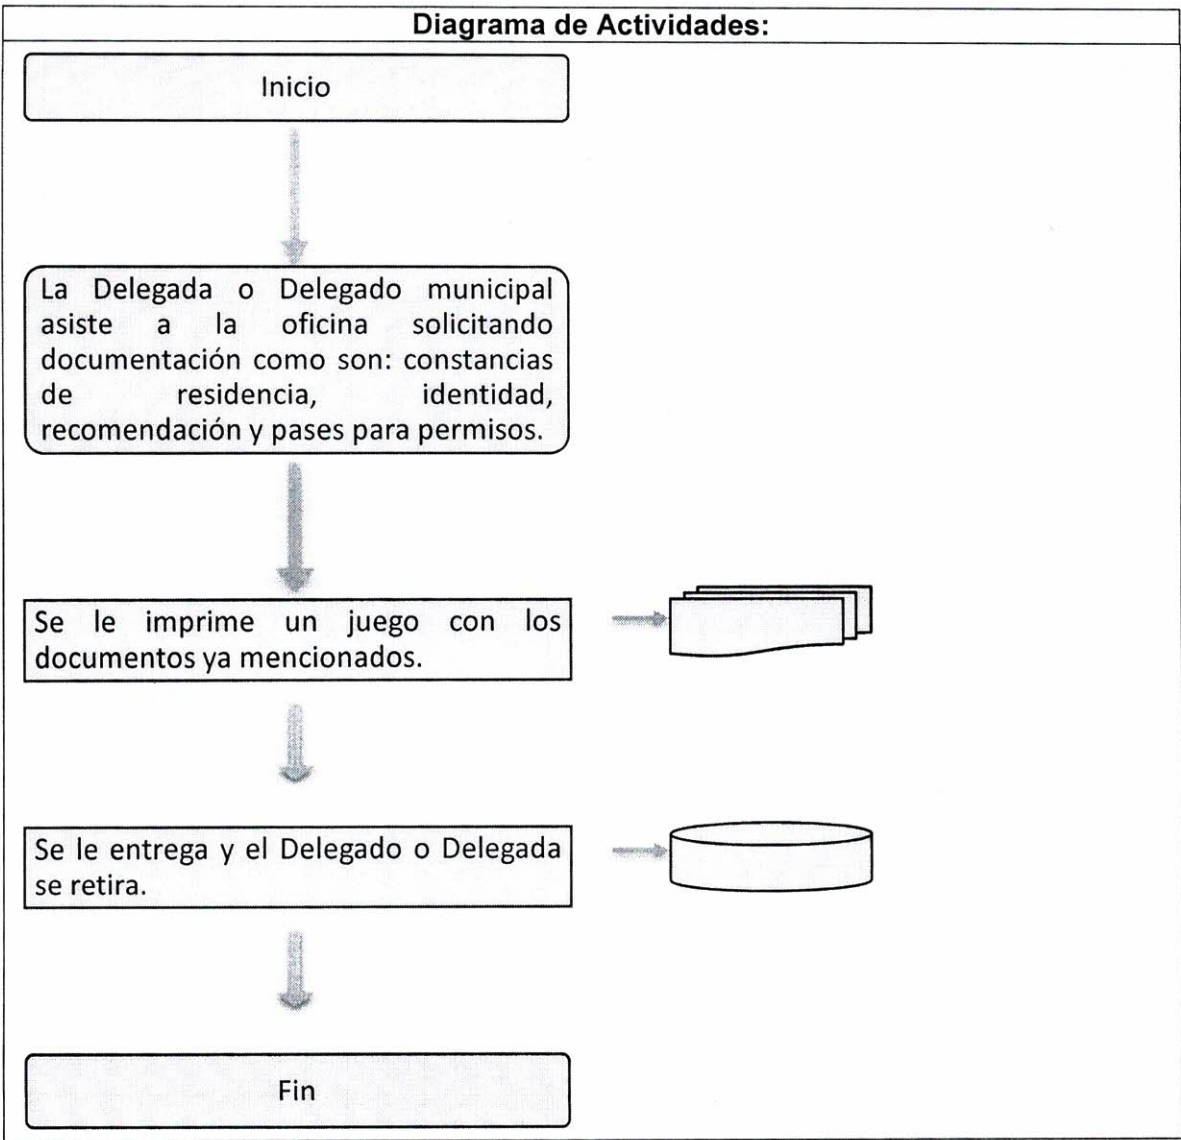 Diagrama de Actividades:
Inicio
La Delegada o Delegado municipal
asiste a la oficina solicitando
documentación como son: constancias
de residencia, identidad,
recomendación y pases para permisos.
Se le imprime un juego con los
documentos ya mencionados.
Se le entrega y el Delegado o Delegada
se retira.
Fin